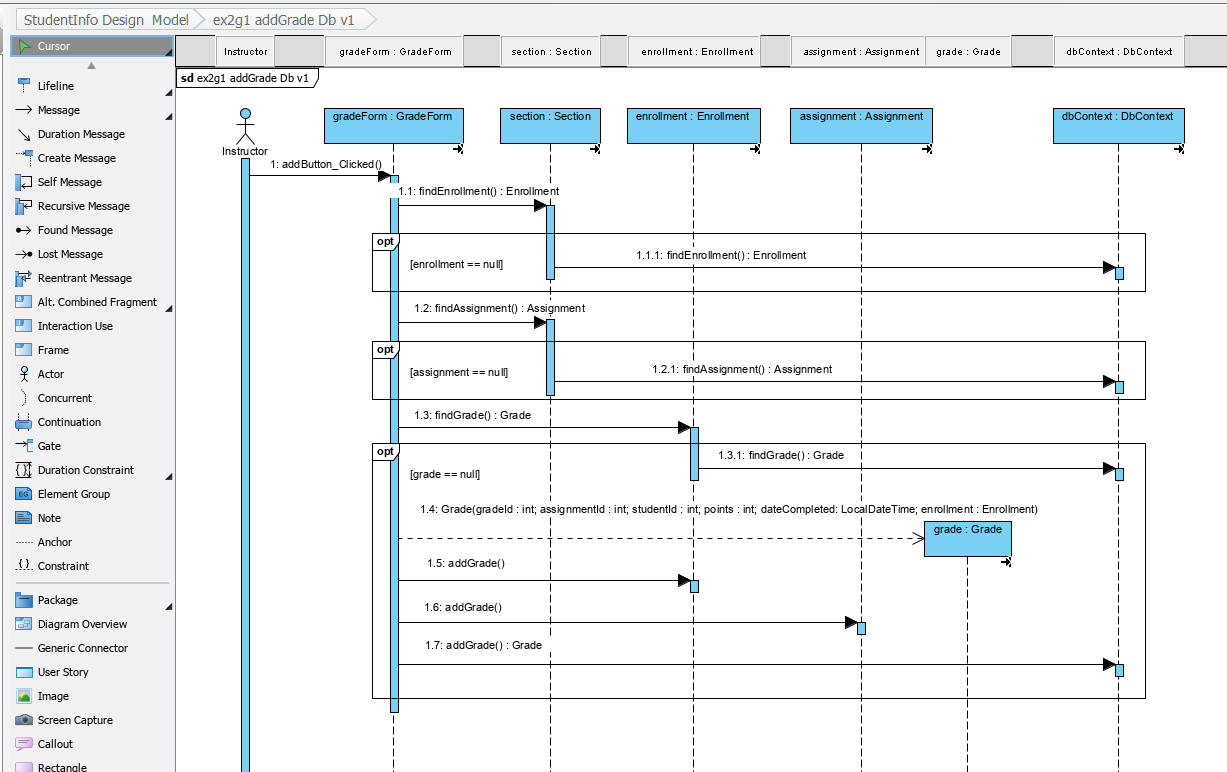 StudentInfo Design Model
ex2g1 addGrade Db v1
Cursor
Lifeline
Message
Duration Message
Create Message
Self Message
Recursive Message
Found Message
Lost Message
Reentrant Message
Alt. Combined Fragment
Interaction Use
Frame
Actor
Concurrent
Continuation
Gate
Duration Constraint
Element Group
EG
Note
Anchor
Constraint
Package
Diagram Overview
Generic Connector
User Story
Image
Screen Capture
Callout
Rectangle
Instructor
gradeForm : GradeForm
section : Section
enrollment : Enrollment
assignment : Assignment
grade : Grade
dbContext : DbContext
sd ex2g1 addGrade Db v1
gradeForm : GradeForm
section : Section
enrollment : Enrollment
assignment : Assignment
dbContext : DbContext
Instructor
1: addButton_Clicked()
1.1: findEnrollment() : Enrollment
opt
[enrollment == null]
1.1.1: findEnrollment() : Enrollment
1.2: findAssignment() : Assignment
opt
[assignment == null]
1.2.1: findAssignment() : Assignment
1.3: findGrade() : Grade
opt
[grade == null]
1.3.1: findGrade() : Grade
1.4: Grade(gradeId : int; assignmentId : int; studentId : int; points : int; dateCompleted: LocalDateTime; enrollment : Enrollment)
grade : Grade
1.5: addGrade()
1.6: addGrade()
1.7: addGrade() : Grade